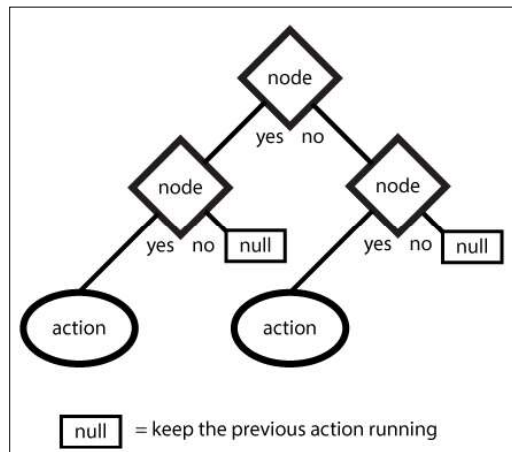 node
yes no
node
node
yes no null
yes no null
action
action
null = keep the previous action running